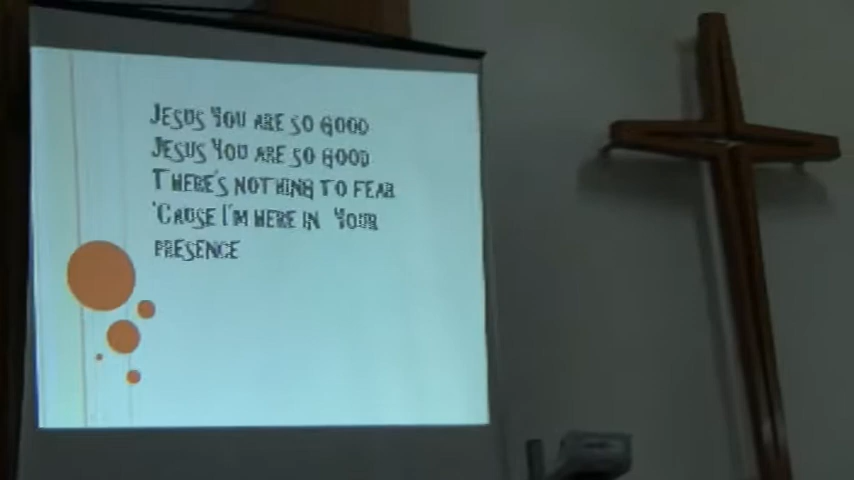 JESUS YOU ARE SO GOOD
JESUS YOU ARE SO GOOD
THERE'S NOTHING TO FEAR
'CAUSE I'M HERE IN YOUR
PRESENCE